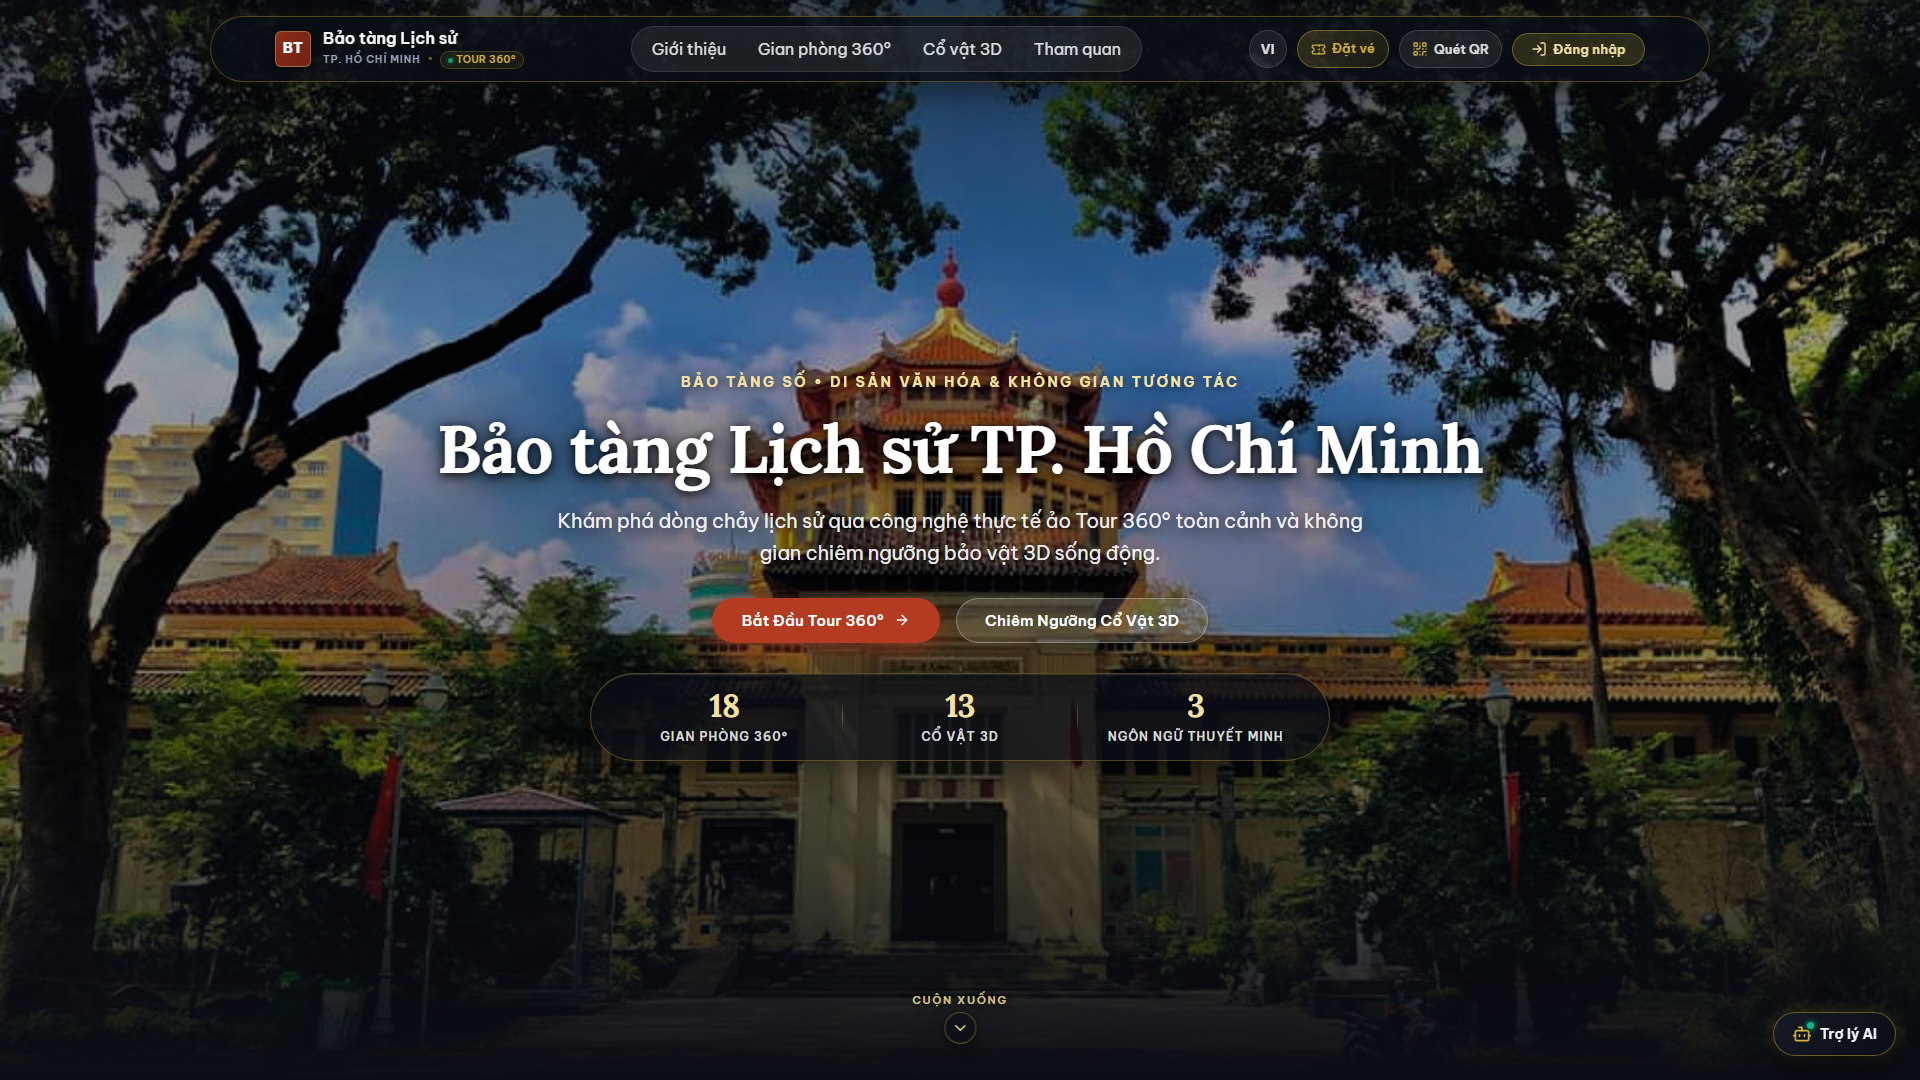 BT
Bảo tàng Lịch sử
TP. HỒ CHÍ MINH • TOUR 360°
Giới thiệu
Gian phòng 360°
Cổ vật 3D
Tham quan
VI
Đặt vé
Quét QR
Đăng nhập
BẢO TÀNG SỐ • DI SẢN VĂN HÓA & KHÔNG GIAN TƯƠNG TÁC
Bảo tàng Lịch sử TP. Hồ Chí Minh
Khám phá dòng chảy lịch sử qua công nghệ thực tế ảo Tour 360° toàn cảnh và không
gian chiêm ngưỡng bảo vật 3D sống động.
Bắt Đầu Tour 360°
Chiêm Ngưỡng Cổ Vật 3D
18
GIAN PHÒNG 360°
13
CỔ VẬT 3D
3
NGÔN NGỮ THUYẾT MINH
CUỘN XUỐNG
Trợ lý AI